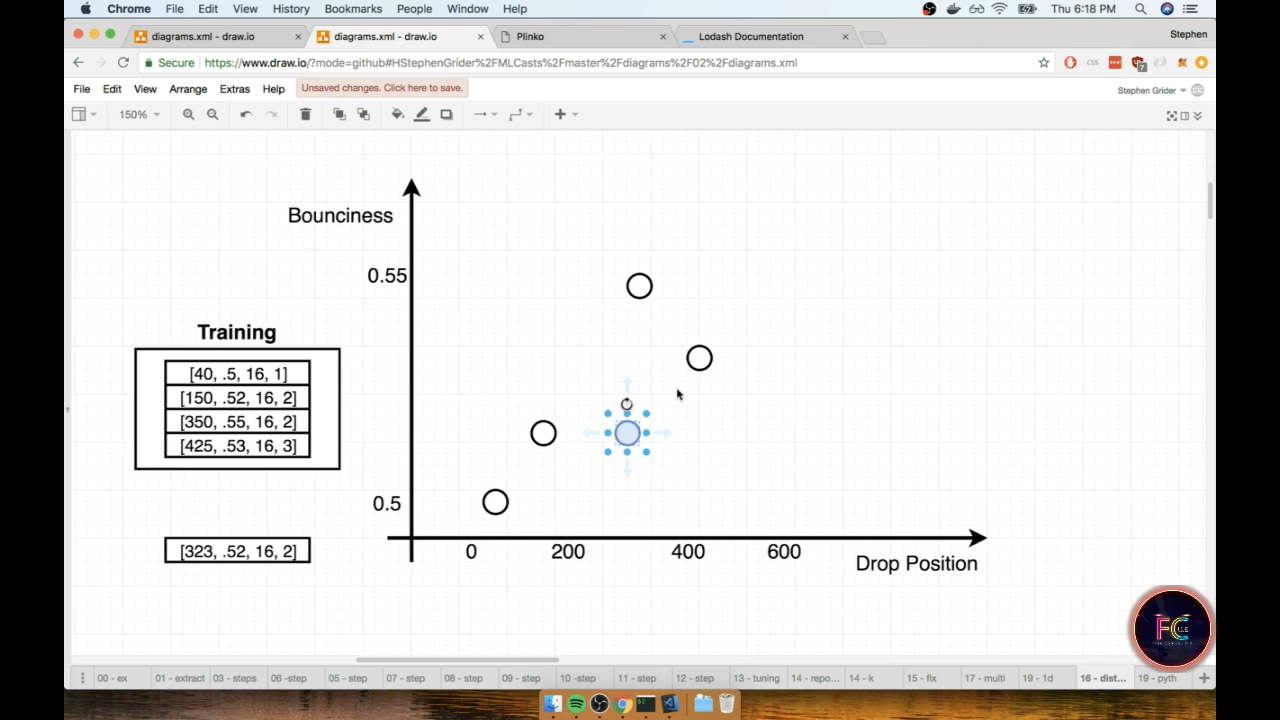 Chrome File Edit View History Bookmarks People Window Help Thu 6:18 PM
diagrams.xml - draw.io diagrams.xml - draw.io Plinko Lodash Documentation Stephen
Secure https://www.draw.io/?mode=github#HStephenGrider%2FMLCasts%2Fmaster%2Fdiagrams%2F02%2Fdiagrams.xml
File Edit View Arrange Extras Help Unsaved changes. Click here to save. Stephen Grider
150%
Bounciness
0.55
Training
[40, .5, 16, 1]
[150, .52, 16, 2]
[350, .55, 16, 2]
[425, .53, 16, 3]
0.5
[323, .52, 16, 2]
0 200 400 600
Drop Position
FC
00 - ex 01 - extract 03 - steps 06 -step 05 - step 07 - step 08 - step 09 - step 10 -step 11 - step 12 - step 13 - tuning 14 - repo... 14 - k 15 - fix 17 - multi 19 - 1d 16 - dist... 19 - pyth